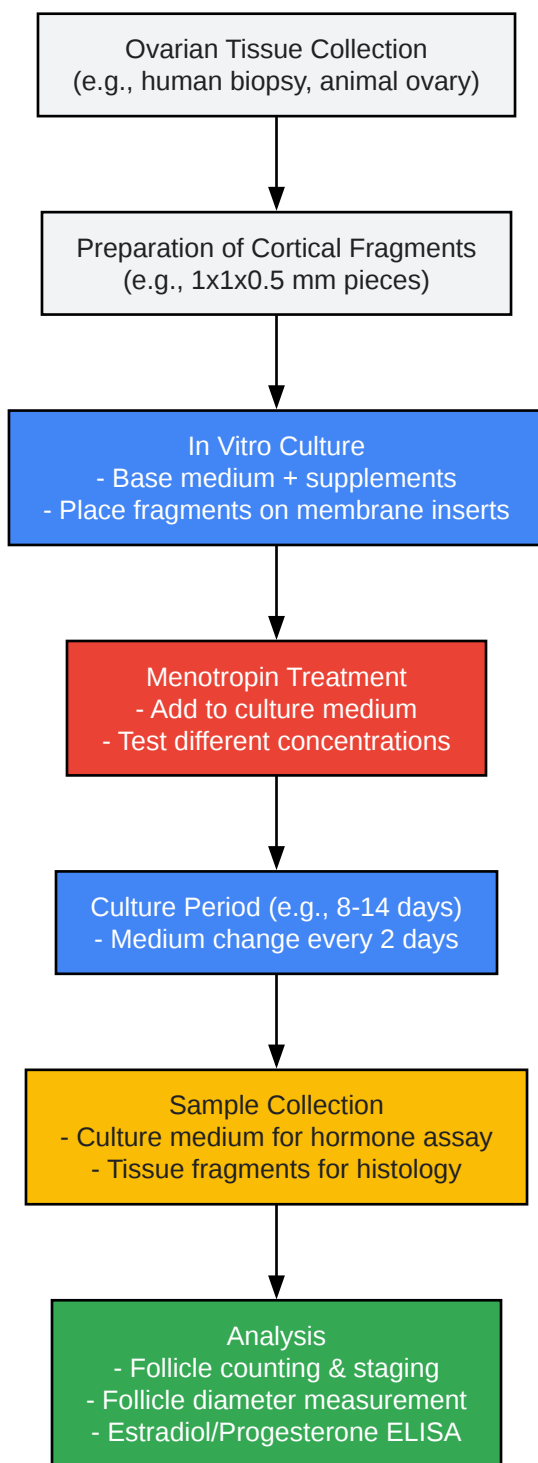 Ovarian Tissue Collection
(e.g., human biopsy, animal ovary)
Preparation of Cortical Fragments
(e.g., 1x1x0.5 mm pieces)
In Vitro Culture
- Base medium + supplements
- Place fragments on membrane inserts
Menotropin Treatment
- Add to culture medium
- Test different concentrations
Culture Period (e.g., 8-14 days)
- Medium change every 2 days
Sample Collection
- Culture medium for hormone assay
- Tissue fragments for histology
Analysis
- Follicle counting & staging
- Follicle diameter measurement
- Estradiol/Progesterone ELISA